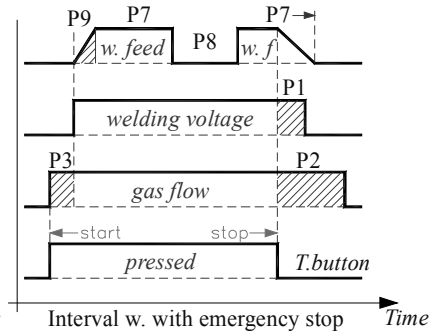 P9 P7 P7
w. feed P8 w. f
P1
welding voltage
P3 P2
gas flow
start stop
pressed T.button
Interval w. with emergency stop Time